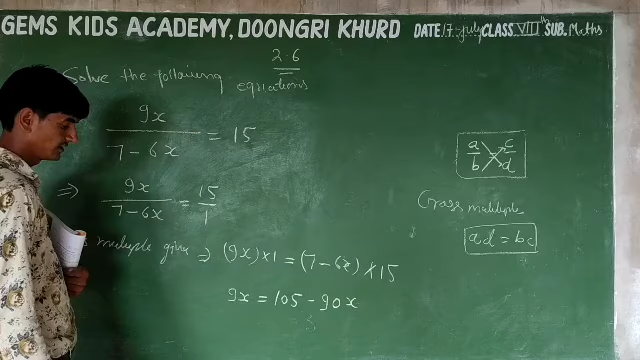 GEMS KIDS ACADEMY, DOONGRI KHURD DATE 17-July CLASS VIIIth SUB. Maths
2.6
Solve the following equations
9x / 7 - 6x = 15
⇒ 9x / 7-6x = 15 / 1
multiple given ⇒ (9x)×1 = (7-6x)×15
9x = 105 - 90x
a/b = c/d
Cross multiple
ad = bc